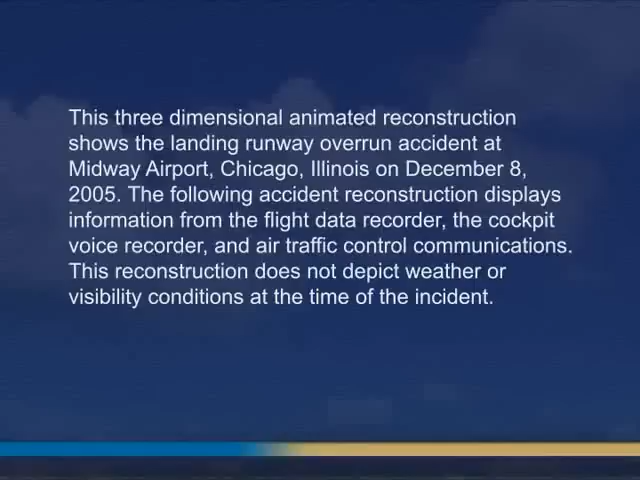 This three dimensional animated reconstruction
shows the landing runway overrun accident at
Midway Airport, Chicago, Illinois on December 8,
2005. The following accident reconstruction displays
information from the flight data recorder, the cockpit
voice recorder, and air traffic control communications.
This reconstruction does not depict weather or
visibility conditions at the time of the incident.